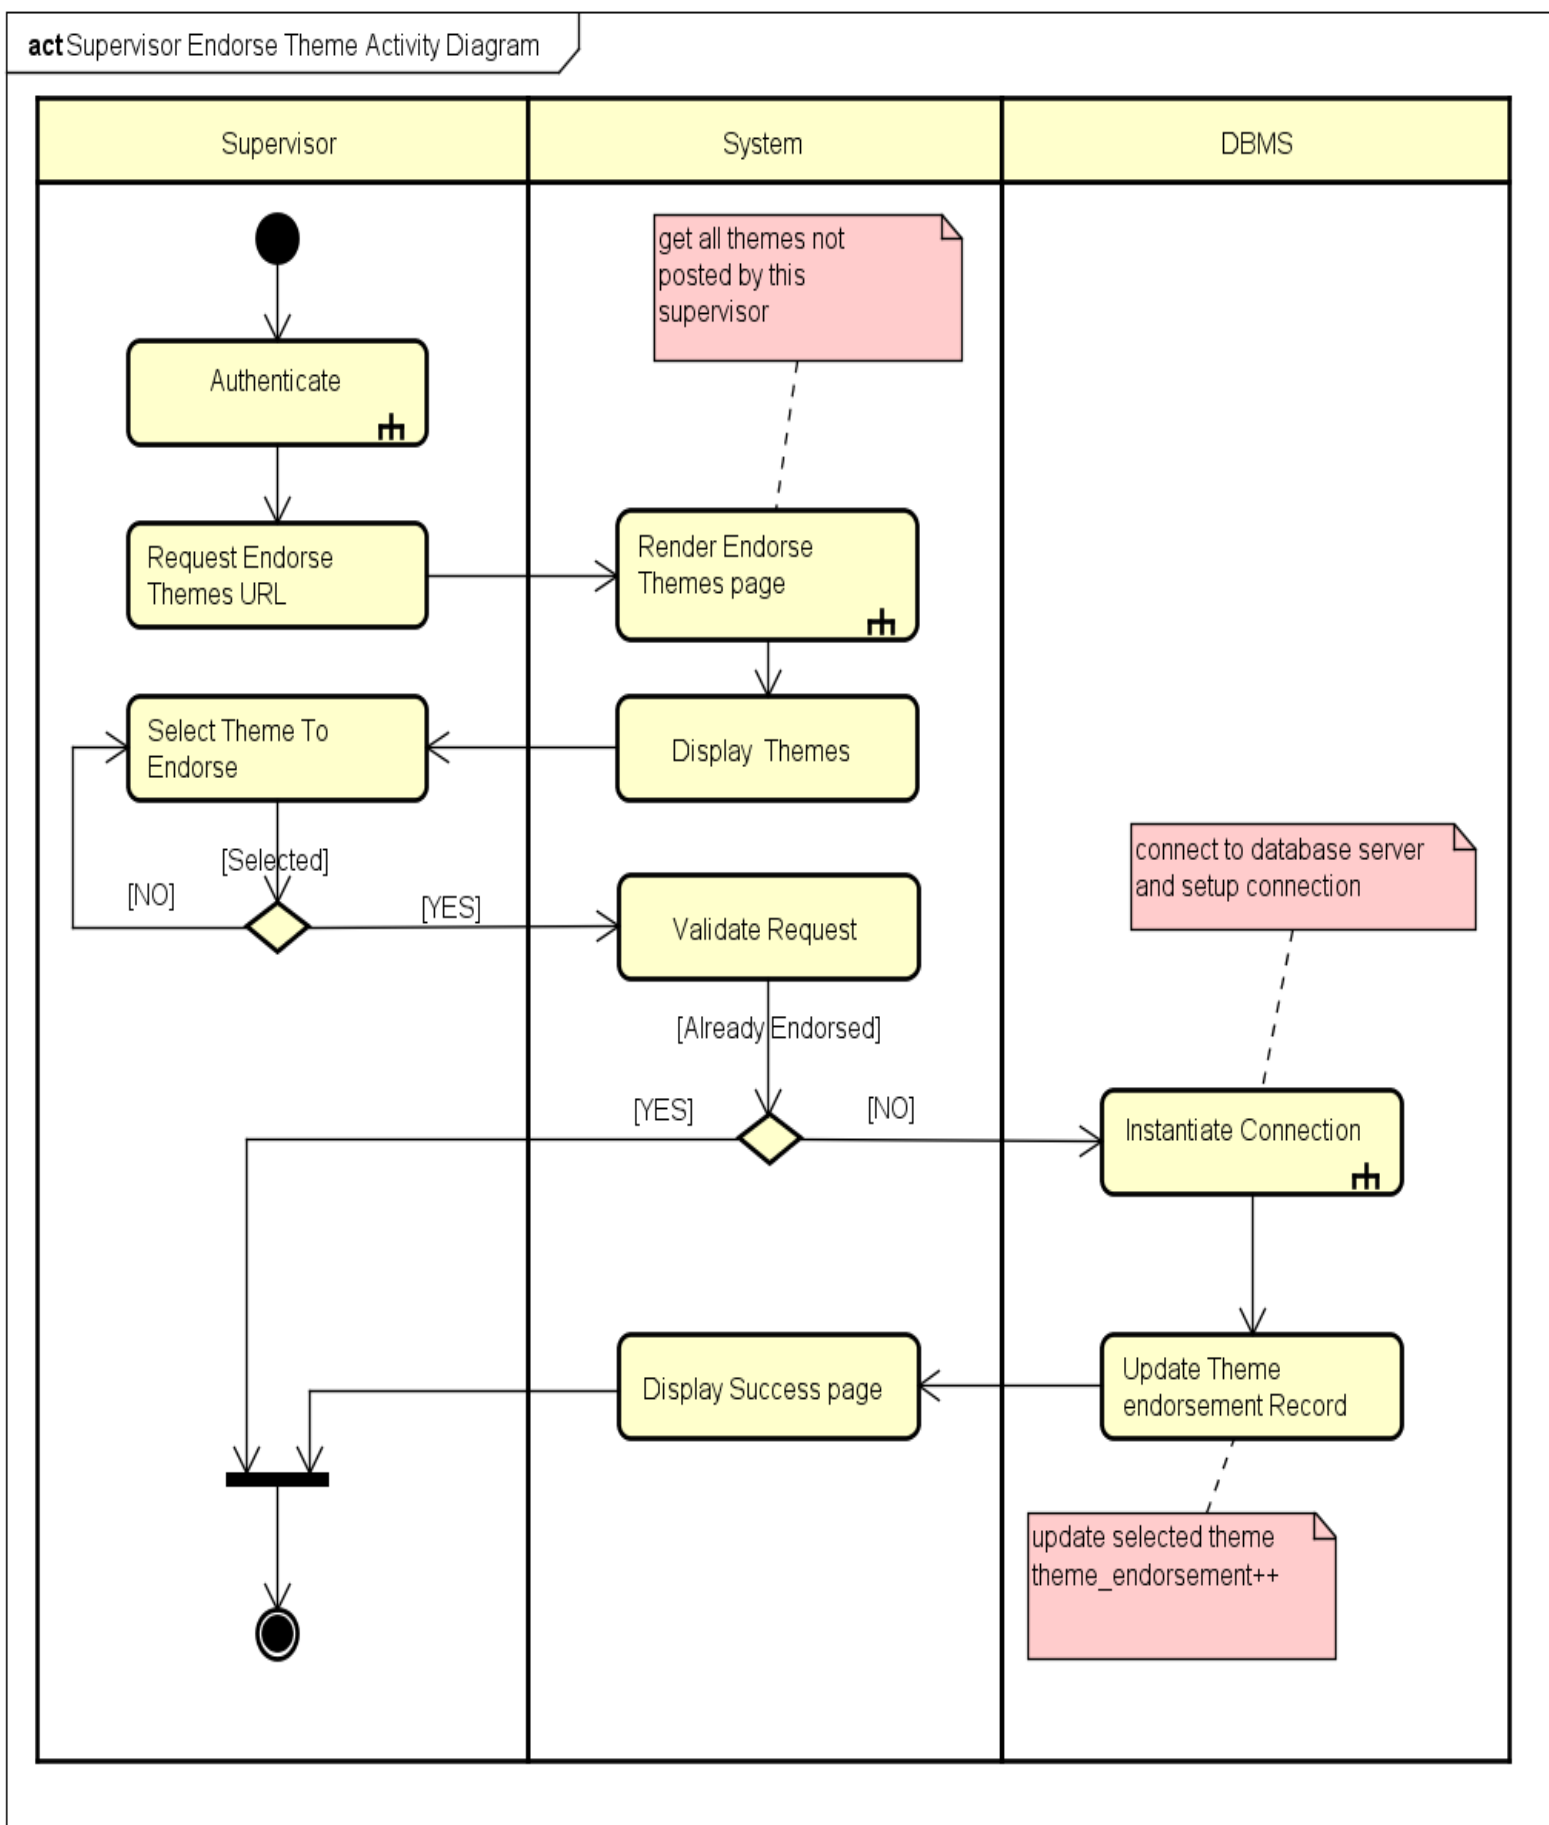 act Supervisor Endorse Theme Activity Diagram
Supervisor
System
DBMS
get all themes not
posted by this
supervisor
Authenticate
Request Endorse
Themes URL
Render Endorse
Themes page
Select Theme To
Endorse
Display  Themes
[Selected]
[NO]
[YES]
Validate Request
connect to database server
and setup connection
[Already Endorsed]
[YES]
[NO]
Instantiate Connection
Display Success page
Update Theme
endorsement Record
update selected theme
theme_endorsement++